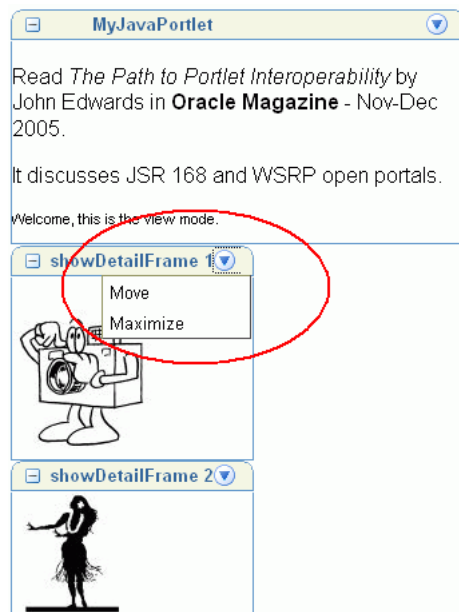 MyJavaPortlet
Read The Path to Portlet Interoperability by
John Edwards in Oracle Magazine - Nov-Dec
2005.
It discusses JSR 168 and WSRP open portals.
Welcome, this is the view mode.
showDetailFrame 1
Move
Maximize
showDetailFrame 2